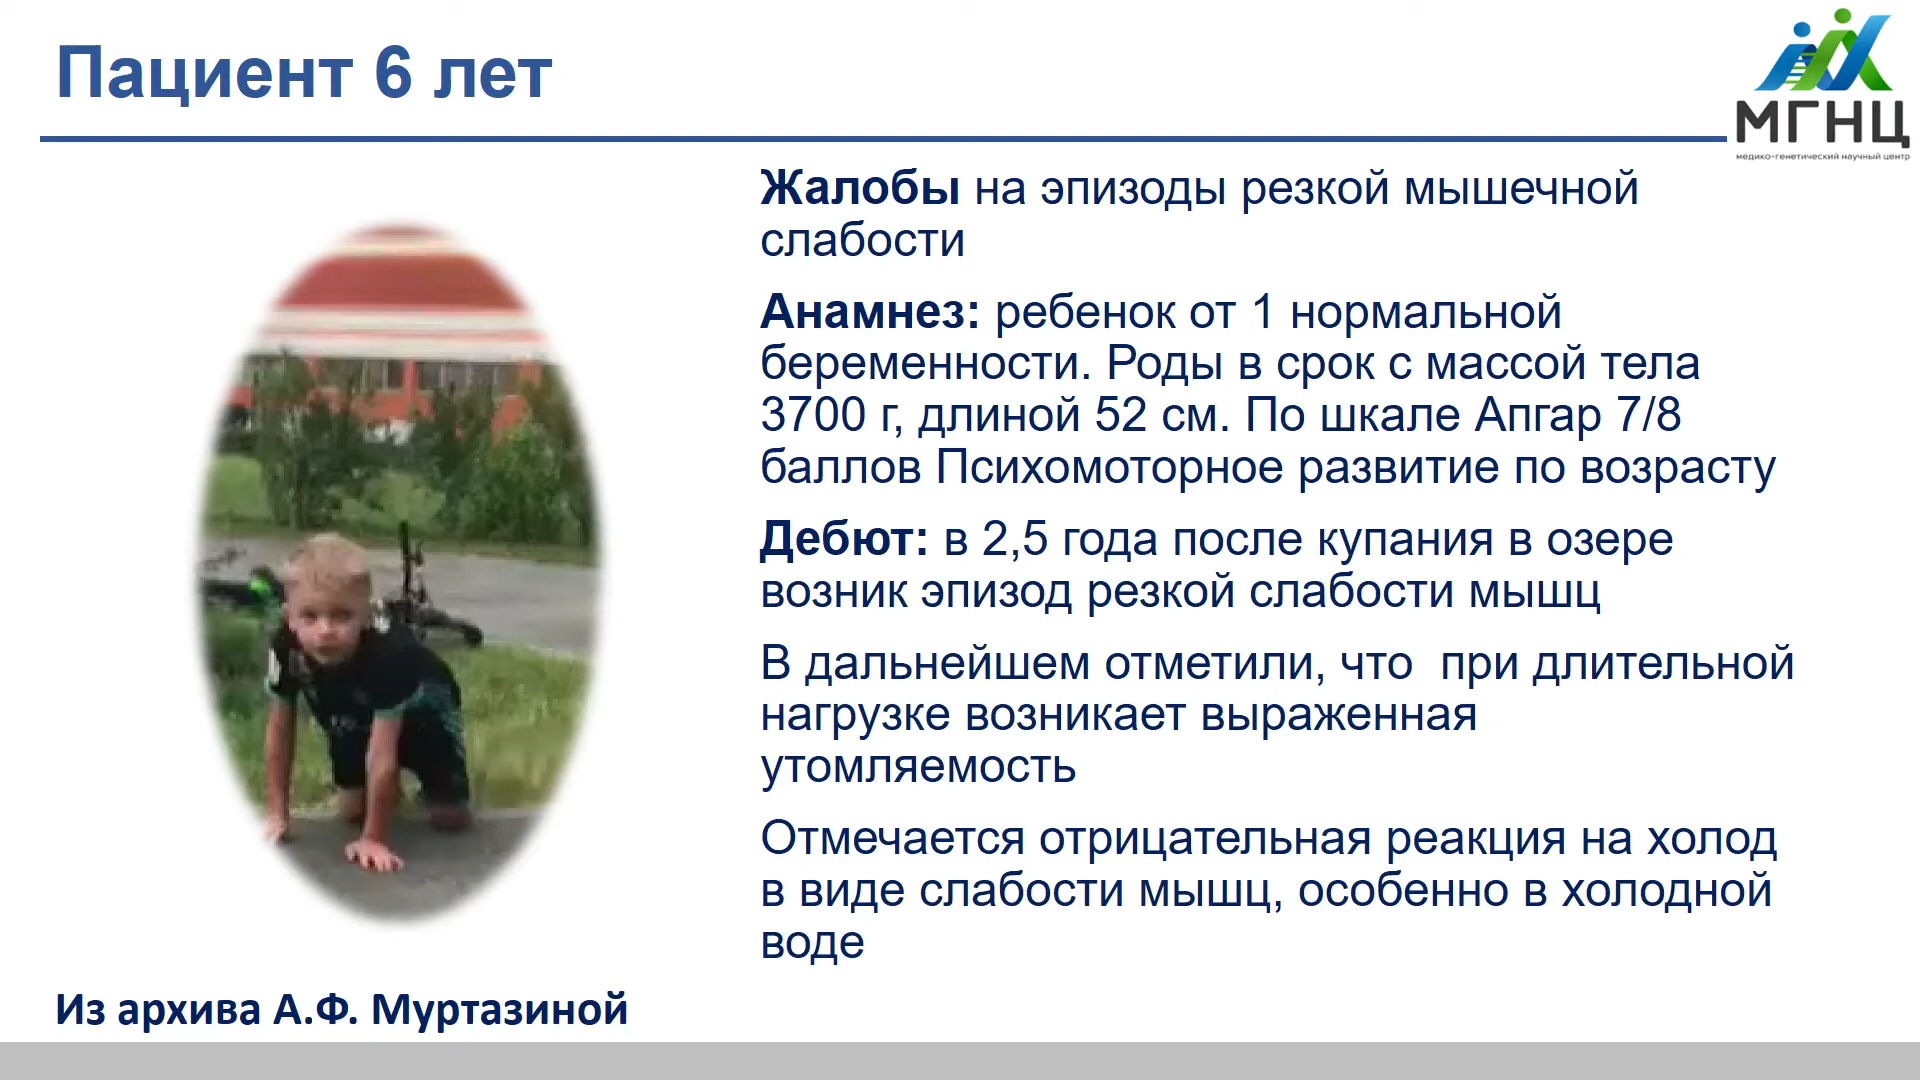 Пациент 6 лет
МГНЦ
медико-генетический научный центр
Жалобы на эпизоды резкой мышечной
слабости
Анамнез: ребенок от 1 нормальной
беременности. Роды в срок с массой тела
3700 г, длиной 52 см. По шкале Апгар 7/8
баллов Психомоторное развитие по возрасту
Дебют: в 2,5 года после купания в озере
возник эпизод резкой слабости мышц
В дальнейшем отметили, что  при длительной
нагрузке возникает выраженная
утомляемость
Отмечается отрицательная реакция на холод
в виде слабости мышц, особенно в холодной
воде
Из архива А.Ф. Муртазиной